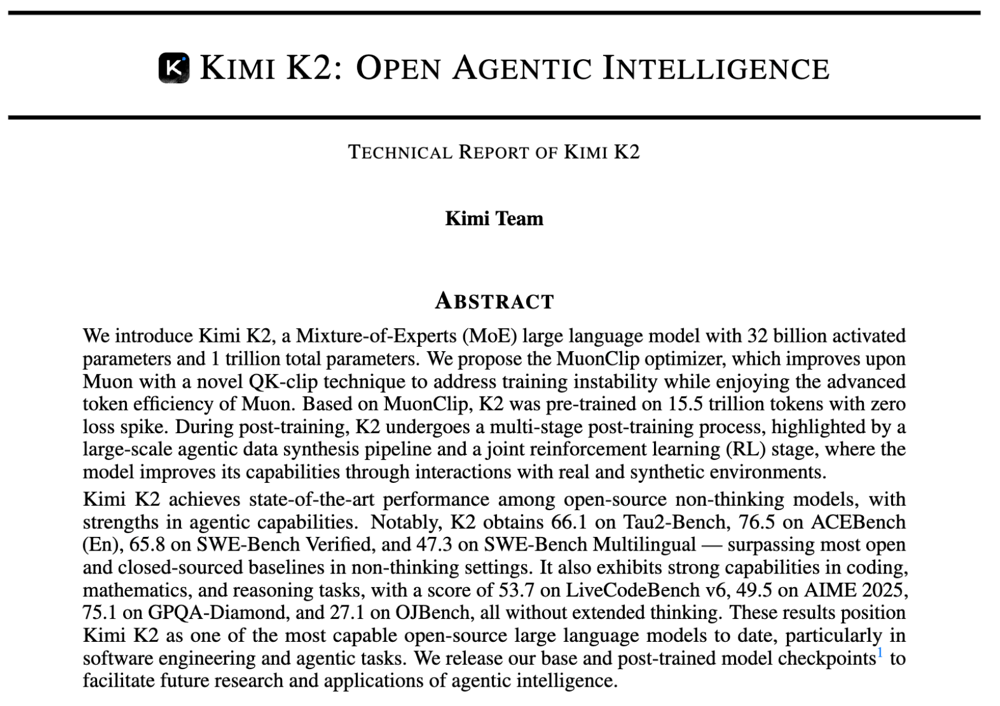 K KIMI K2: OPEN AGENTIC INTELLIGENCE
TECHNICAL REPORT OF KIMI K2
Kimi Team
ABSTRACT
We introduce Kimi K2, a Mixture-of-Experts (MoE) large language model with 32 billion activated
parameters and 1 trillion total parameters. We propose the MuonClip optimizer, which improves upon
Muon with a novel QK-clip technique to address training instability while enjoying the advanced
token efficiency of Muon. Based on MuonClip, K2 was pre-trained on 15.5 trillion tokens with zero
loss spike. During post-training, K2 undergoes a multi-stage post-training process, highlighted by a
large-scale agentic data synthesis pipeline and a joint reinforcement learning (RL) stage, where the
model improves its capabilities through interactions with real and synthetic environments.
Kimi K2 achieves state-of-the-art performance among open-source non-thinking models, with
strengths in agentic capabilities. Notably, K2 obtains 66.1 on Tau2-Bench, 76.5 on ACEBench
(En), 65.8 on SWE-Bench Verified, and 47.3 on SWE-Bench Multilingual — surpassing most open
and closed-sourced baselines in non-thinking settings. It also exhibits strong capabilities in coding,
mathematics, and reasoning tasks, with a score of 53.7 on LiveCodeBench v6, 49.5 on AIME 2025,
75.1 on GPQA-Diamond, and 27.1 on OJBench, all without extended thinking. These results position
Kimi K2 as one of the most capable open-source large language models to date, particularly in
software engineering and agentic tasks. We release our base and post-trained model checkpoints¹ to
facilitate future research and applications of agentic intelligence.